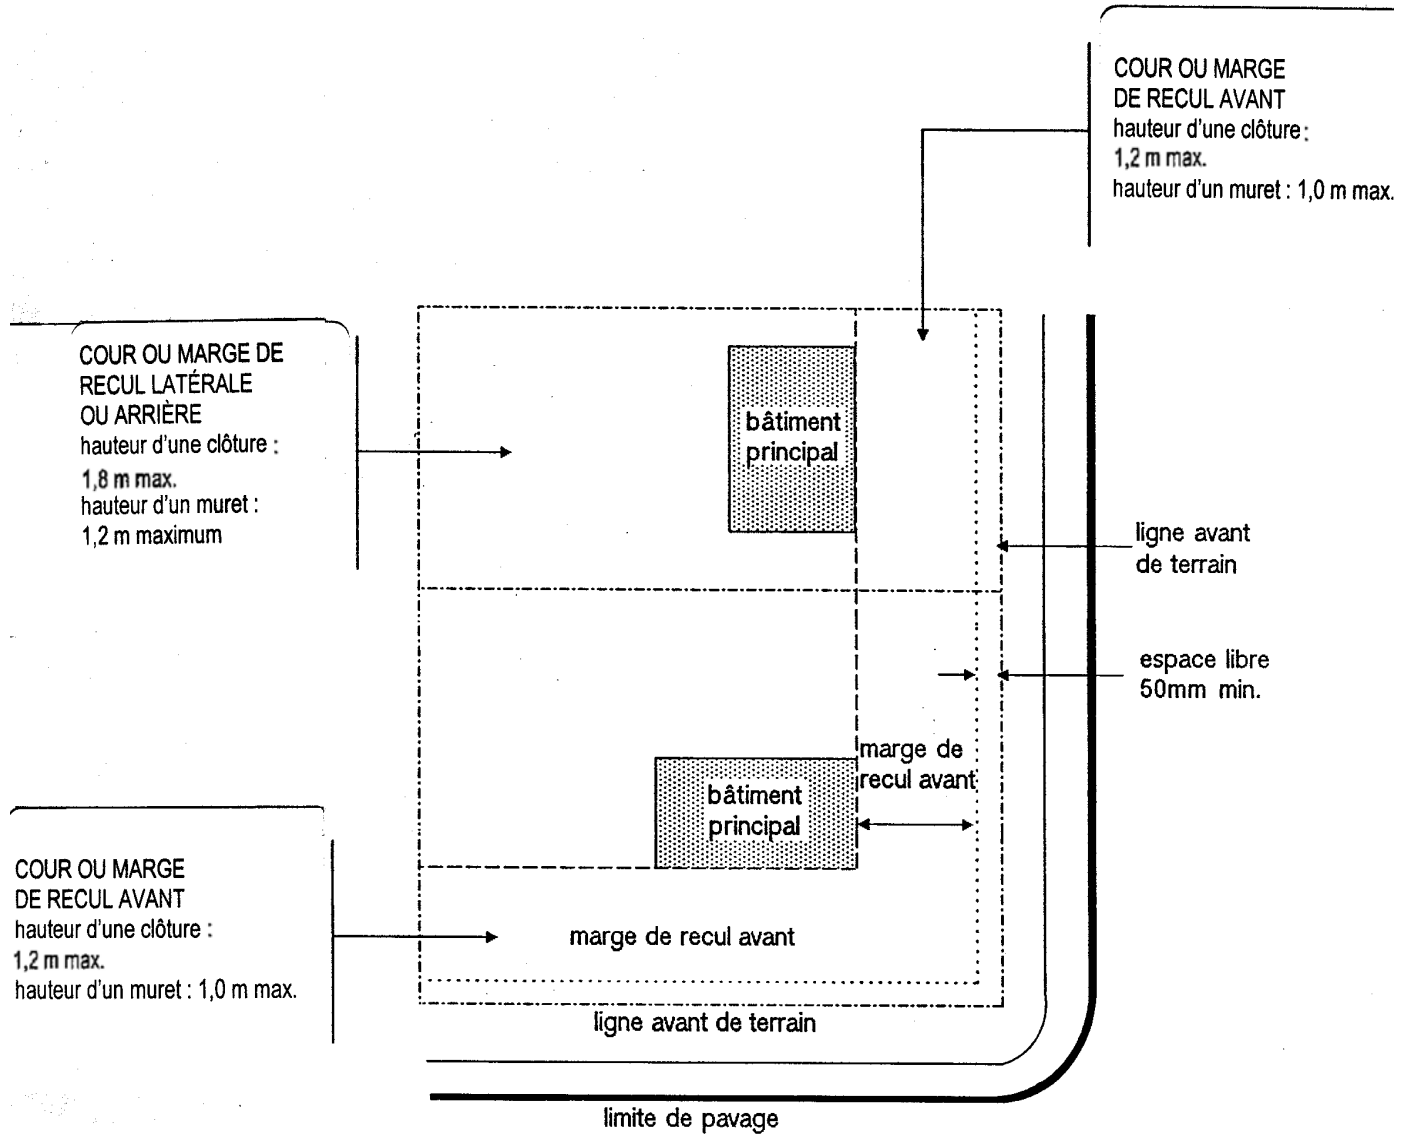 COUR OU MARGE
DE RECUL AVANT
hauteur d'une clôture :
1,2 m max.
hauteur d'un muret : 1,0 m max.
COUR OU MARGE DE
RECUL LATÉRALE
OU ARRIÈRE
hauteur d'une clôture :
1,8 m max.
hauteur d'un muret :
1,2 m maximum
bâtiment
principal
ligne avant
de terrain
espace libre
50mm min.
marge de
recul avant
bâtiment
principal
COUR OU MARGE
DE RECUL AVANT
hauteur d'une clôture :
1,2 m max.
hauteur d'un muret : 1,0 m max.
marge de recul avant
ligne avant de terrain
limite de pavage